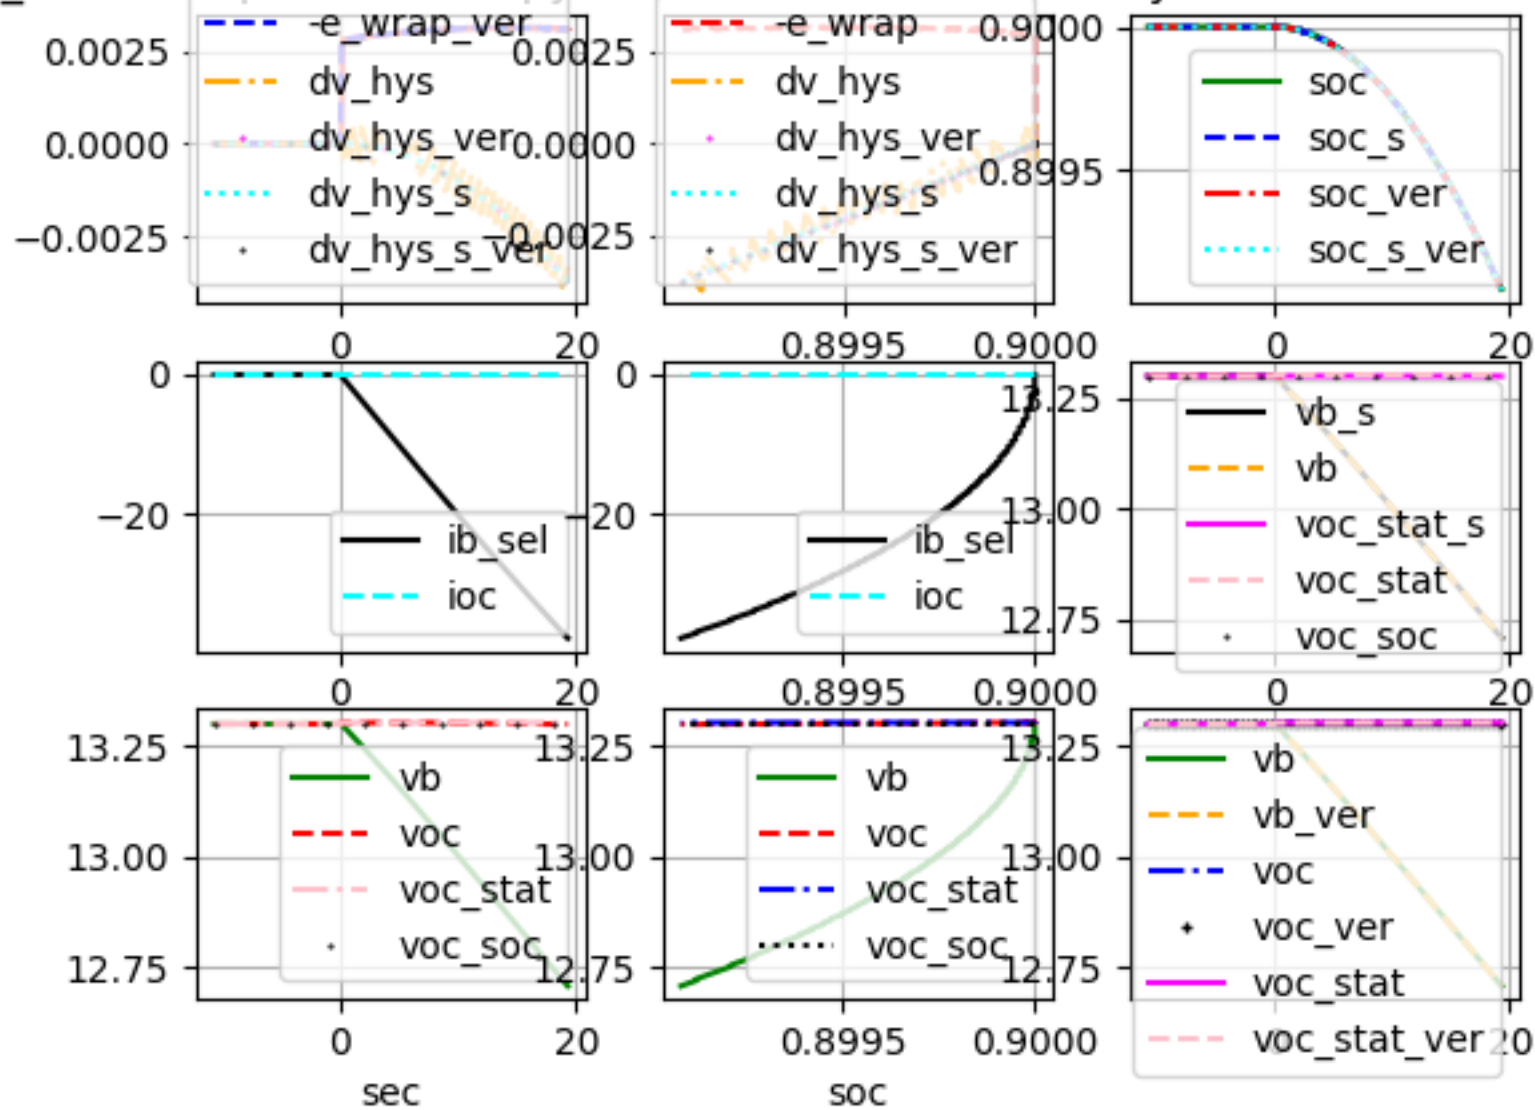 -e_wrap_ver
dv_hys
dv_hys_ver
dv_hys_s
dv_hys_s_ver
0.0025
0.0000
−0.0025
0
20
-e_wrap
dv_hys
dv_hys_ver
dv_hys_s
dv_hys_s_ver
0.0025
0.0000
−0.0025
0.8995
0.9000
soc
soc_s
soc_ver
soc_s_ver
0.9000
0.8995
0
20
ib_sel
ioc
0
−20
0
20
ib_sel
ioc
0
−20
0.8995
0.9000
vb_s
vb
voc_stat_s
voc_stat
voc_soc
13.25
13.00
12.75
0
20
vb
voc
voc_stat
voc_soc
13.25
13.00
12.75
0
20
sec
vb
voc
voc_stat
voc_soc
13.25
13.00
12.75
0.8995
0.9000
soc
vb
vb_ver
voc
voc_ver
voc_stat
voc_stat_ver
13.25
13.00
12.75
0
20